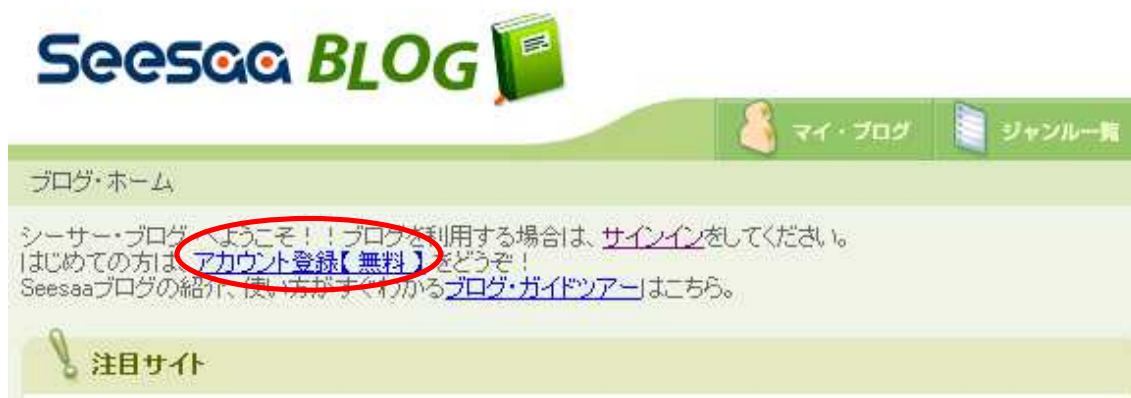 Seesaa BLOG
マイ・ブログ
ジャンル一覧
ブログ・ホーム
シーサー・ブログへようこそ！！ブログを利用する場合は、サインインをしてください。
はじめての方は、アカウント登録【 無料 】をどうぞ！
Seesaaブログの紹介、使い方がすぐわかるブログ・ガイドツアーはこちら。
注目サイト